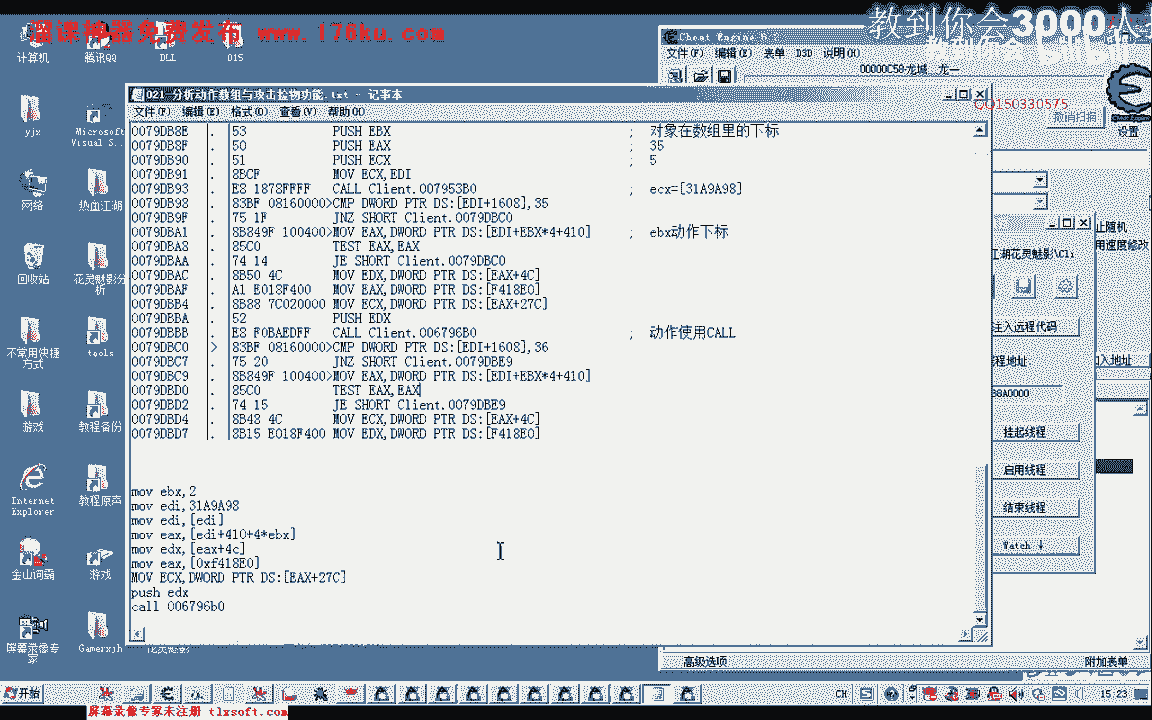 溜课神器免费发布 www.176ku.com
教到你会3000人
计算机
腾讯QQ
DLL
015
文件(F) 编辑(E) 表单 D3D 说明(H)
QQ150330575
撤消扫描
设置
021 分析动作数组与攻击捡物功能.txt - 记事本
文件(F) 编辑(E) 格式(O) 查看(V) 帮助(H)
0079DB8E . 53 PUSH EBX ; 对象在数组里的下标
0079DB8F . 50 PUSH EAX ; 35
0079DB90 . 51 PUSH ECX ; 5
0079DB91 . 8BCF MOV ECX,EDI
0079DB93 . E8 1878FFFF CALL Client.007953B0 ; ecx=[31A9A98]
0079DB98 . 83BF 08160000>CMP DWORD PTR DS:[EDI+1608],35
0079DB9F . 75 1F JNZ SHORT Client.0079DBC0
0079DBA1 . 8B849F 100400>MOV EAX,DWORD PTR DS:[EDI+EBX*4+410] ; ebx动作下标
0079DBA8 . 85C0 TEST EAX,EAX
0079DBAA . 74 14 JE SHORT Client.0079DBC0
0079DBAC . 8B50 4C MOV EDX,DWORD PTR DS:[EAX+4C]
0079DBAF . A1 E018F400 MOV EAX,DWORD PTR DS:[F418E0]
0079DBB4 . 8B88 7C020000 MOV ECX,DWORD PTR DS:[EAX+27C]
0079DBBA . 52 PUSH EDX
0079DBBB . E8 F0BAEDFF CALL Client.006796B0 ; 动作使用CALL
0079DBC0 > 83BF 08160000>CMP DWORD PTR DS:[EDI+1608],36
0079DBC7 . 75 20 JNZ SHORT Client.0079DBE9
0079DBC9 . 8B849F 100400>MOV EAX,DWORD PTR DS:[EDI+EBX*4+410]
0079DBD0 . 85C0 TEST EAX,EAX
0079DBD2 . 74 15 JE SHORT Client.0079DBE9
0079DBD4 . 8B48 4C MOV ECX,DWORD PTR DS:[EAX+4C]
0079DBD7 . 8B15 E018F400 MOV EDX,DWORD PTR DS:[F418E0]
mov ebx,2
mov edi,31A9A98
mov edi,[edi]
mov eax,[edi+410+4*ebx]
mov edx,[eax+4c]
mov eax,[0xf418E0]
MOV ECX,DWORD PTR DS:[EAX+27C]
push edx
call 006796b0
yjx
Microsoft Visual S...
网络
热血江湖
回收站
花灵魅影分析
不常用快捷方式
tools
游戏
教程备份
Internet Explorer
教程原声
金山词霸
游戏
屏幕录像专家
Gamerxjh
花灵魅影
止随机
用速度修改
江湖花灵魅影\Cli
注入远程代码
程地址
入地址
38A0000
挂起线程
启用线程
结束线程
Watch ↓
高级选项
附加表单
开始
CH
15:23
屏幕录像专家未注册 tlxsoft.com